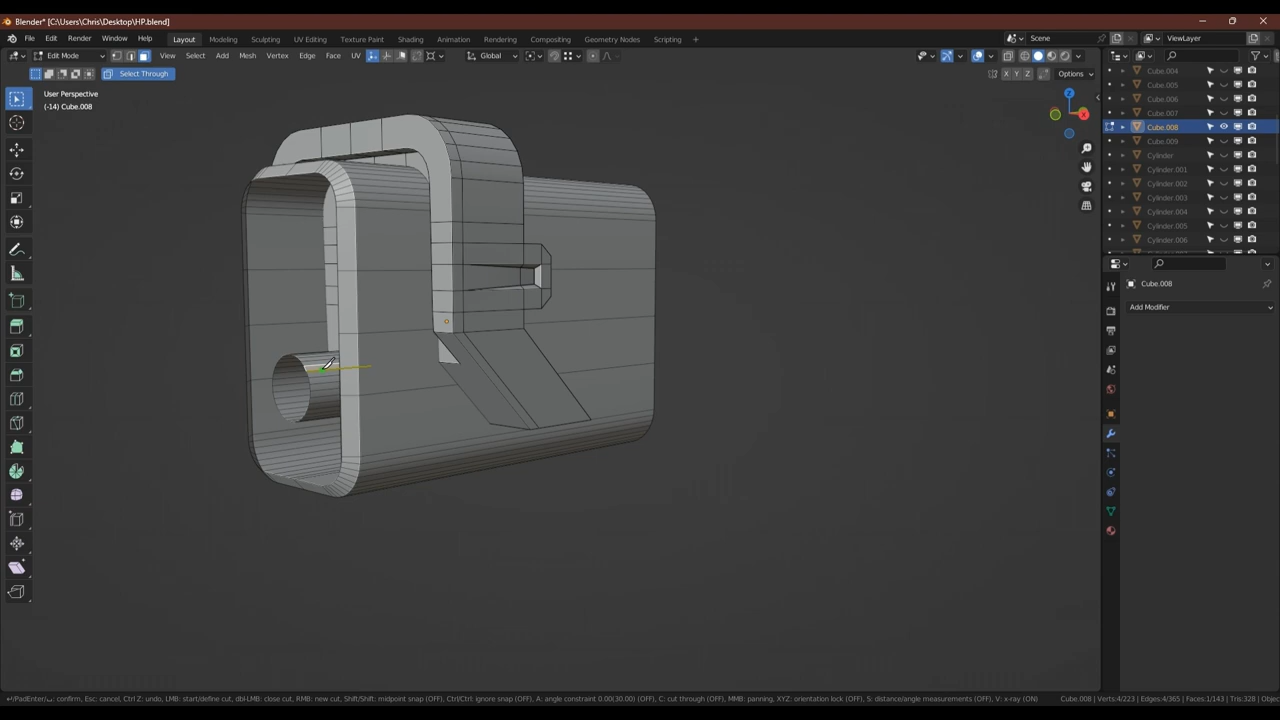 Blender* [C:\Users\Chris\Desktop\HP.blend]
File Edit Render Window Help Layout Modeling Sculpting UV Editing Texture Paint Shading Animation Rendering Compositing Geometry Nodes Scripting + Scene ViewLayer
Edit Mode View Select Add Mesh Vertex Edge Face UV Global
Select Through X Y Z Options
User Perspective
(-14) Cube.008
Z
X
Cube.004
Cube.005
Cube.006
Cube.007
Cube.008
Cube.009
Cylinder
Cylinder.001
Cylinder.002
Cylinder.003
Cylinder.004
Cylinder.005
Cylinder.006
Cube.008
Add Modifier
↵/PadEnter/␣: confirm, Esc: cancel, Ctrl Z: undo, LMB: start/define cut, dbl-LMB: close cut, RMB: new cut, Shift/Shift: midpoint snap (OFF), Ctrl/Ctrl: ignore snap (OFF), A: angle constraint 0.00(30.00) (OFF), C: cut through (OFF), MMB: panning, XYZ: orientation lock (OFF), S: distance/angle measurements (OFF), V: x-ray (ON) Cube.008 | Verts:4/223 | Edges:4/365 | Faces:1/143 | Tris:328 | Obje